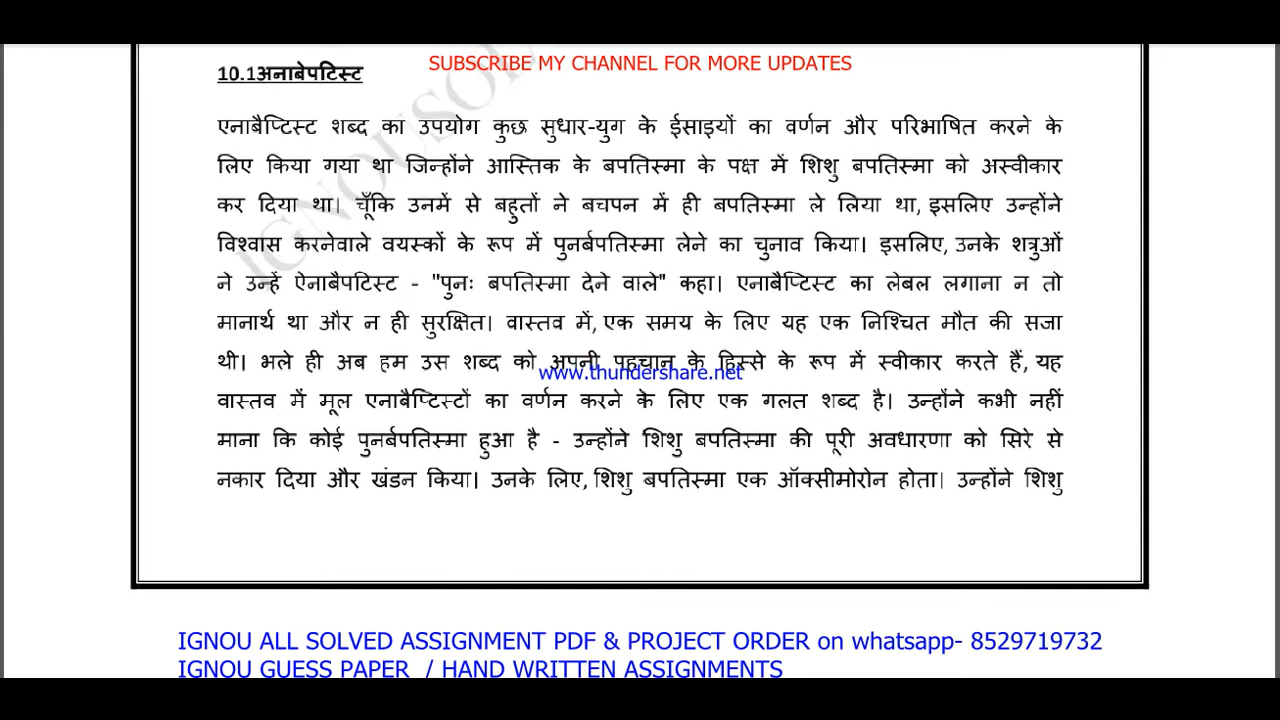 SUBSCRIBE MY CHANNEL FOR MORE UPDATES
10.1अनाबेपटिस्ट
एनाबैप्टिस्ट शब्द का उपयोग कुछ सुधार-युग के ईसाइयों का वर्णन और परिभाषित करने के
लिए किया गया था जिन्होंने आस्तिक के बपतिस्मा के पक्ष में शिशु बपतिस्मा को अस्वीकार
कर दिया था। चूँकि उनमें से बहुतों ने बचपन में ही बपतिस्मा ले लिया था, इसलिए उन्होंने
विश्वास करनेवाले वयस्कों के रूप में पुनर्बपतिस्मा लेने का चुनाव किया। इसलिए, उनके शत्रुओं
ने उन्हें ऐनाबैपटिस्ट - "पुनः बपतिस्मा देने वाले" कहा। एनाबैप्टिस्ट का लेबल लगाना न तो
मानार्थ था और न ही सुरक्षित। वास्तव में, एक समय के लिए यह एक निश्चित मौत की सजा
थी। भले ही अब हम उस शब्द को अपनी पहचान के हिस्से के रूप में स्वीकार करते हैं, यह
www.thundershare.net
वास्तव में मूल एनाबैप्टिस्टों का वर्णन करने के लिए एक गलत शब्द है। उन्होंने कभी नहीं
माना कि कोई पुनर्बपतिस्मा हुआ है - उन्होंने शिशु बपतिस्मा की पूरी अवधारणा को सिरे से
नकार दिया और खंडन किया। उनके लिए, शिशु बपतिस्मा एक ऑक्सीमोरोन होता। उन्होंने शिशु
IGNOU ALL SOLVED ASSIGNMENT PDF & PROJECT ORDER on whatsapp- 8529719732
IGNOU GUESS PAPER / HAND WRITTEN ASSIGNMENTS